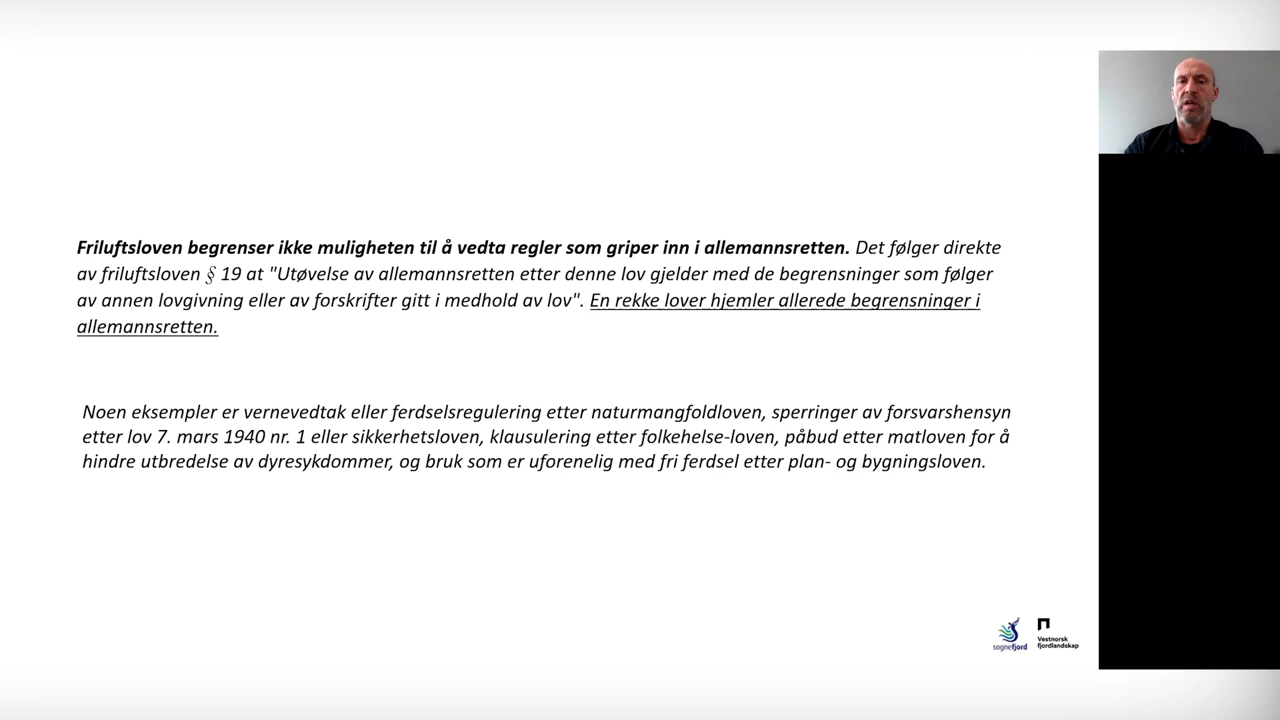 Friluftsloven begrenser ikke muligheten til å vedta regler som griper inn i allemannsretten. Det følger direkte
av friluftsloven § 19 at "Utøvelse av allemannsretten etter denne lov gjelder med de begrensninger som følger
av annen lovgivning eller av forskrifter gitt i medhold av lov". En rekke lover hjemler allerede begrensninger i
allemannsretten.
Noen eksempler er vernevedtak eller ferdselsregulering etter naturmangfoldloven, sperringer av forsvarshensyn
etter lov 7. mars 1940 nr. 1 eller sikkerhetsloven, klausulering etter folkehelse-loven, påbud etter matloven for å
hindre utbredelse av dyresykdommer, og bruk som er uforenelig med fri ferdsel etter plan- og bygningsloven.
sognefjord
Vestnorsk
fjordlandskap